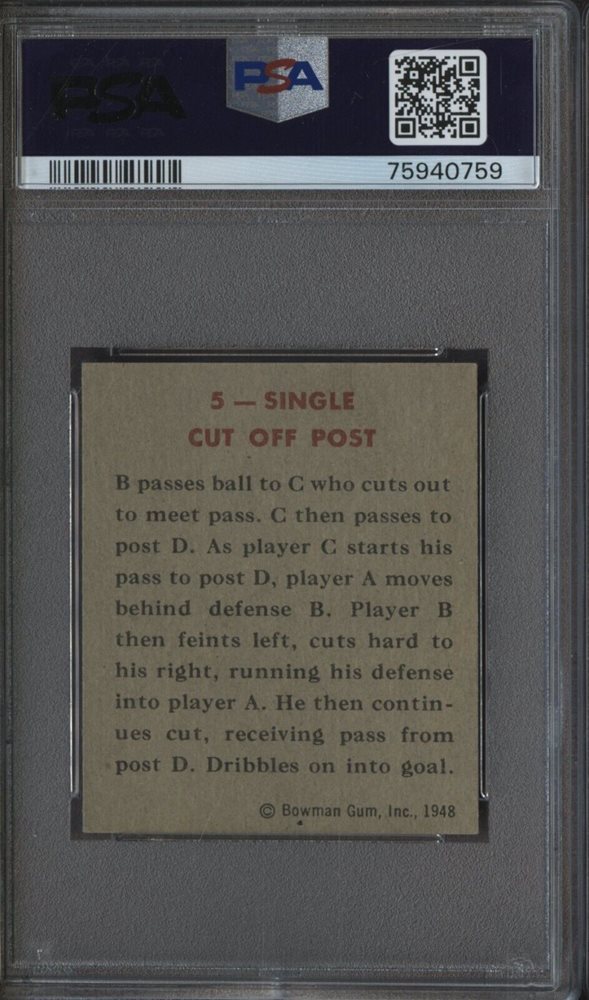 PSA
PSA
75940759
5 — SINGLE
CUT OFF POST
B passes ball to C who cuts out
to meet pass. C then passes to
post D. As player C starts his
pass to post D, player A moves
behind defense B. Player B
then feints left, cuts hard to
his right, running his defense
into player A. He then contin-
ues cut, receiving pass from
post D. Dribbles on into goal.
© Bowman Gum, Inc., 1948